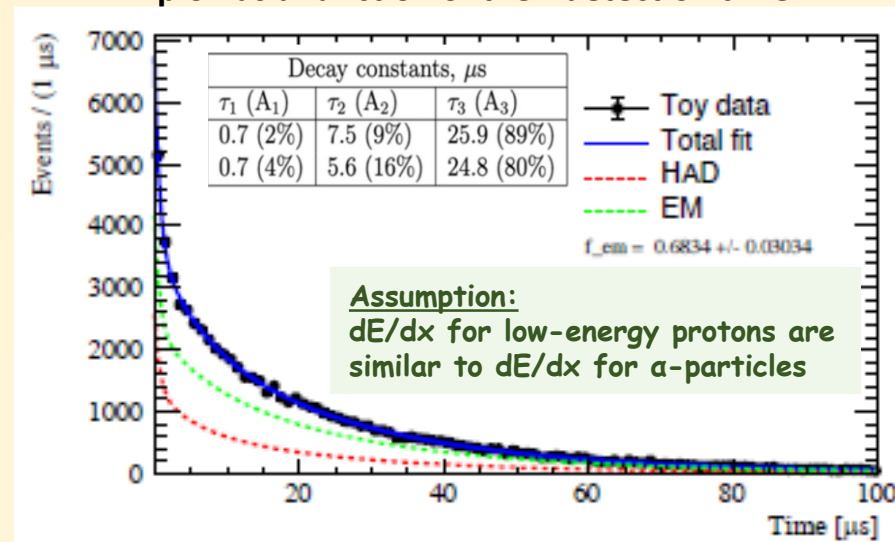 7000
6000
5000
4000
3000
2000
1000
0
Events / (1 μs)
Decay constants, μs
τ₁ (A₁) τ₂ (A₂) τ₃ (A₃)
0.7 (2%) 7.5 (9%) 25.9 (89%)
0.7 (4%) 5.6 (16%) 24.8 (80%)
Toy data
Total fit
HAD
EM
f_em = 0.6834 +/- 0.03034
Assumption:
dE/dx for low-energy protons are
similar to dE/dx for α-particles
20 40 60 80 100
Time [μs]